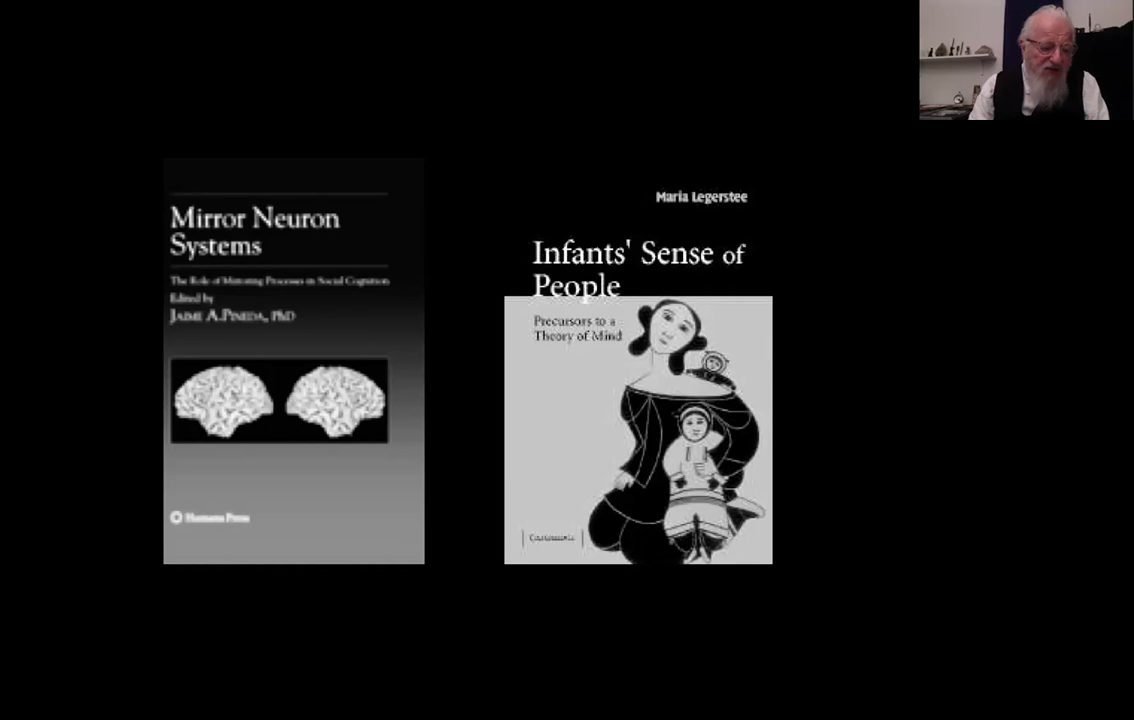 Mirror Neuron
Systems
The Role of Mirroring Processes in Social Cognition
Edited by
JAIME A. PINEDA, PhD
Humana Press
Maria Legerstee
Infants' Sense of
People
Precursors to a
Theory of Mind